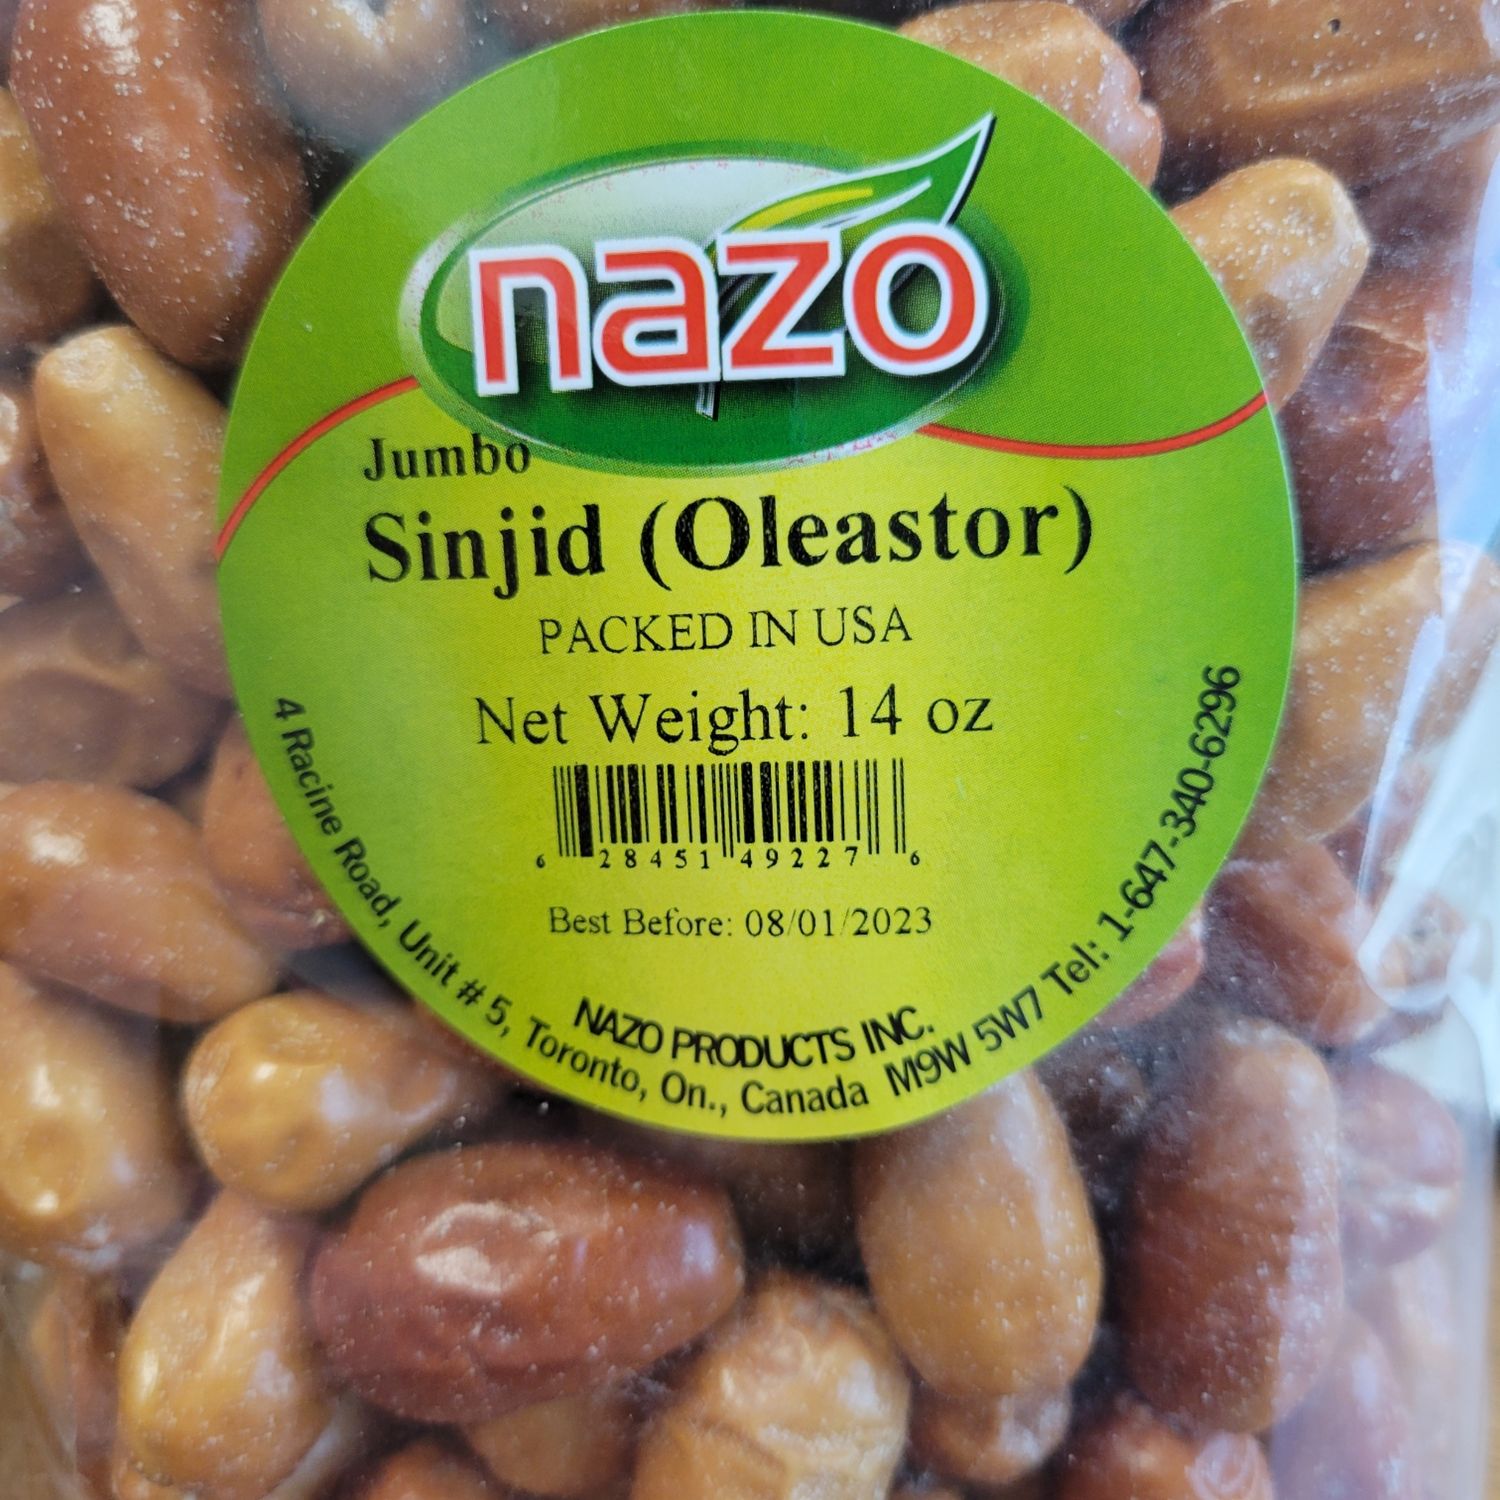 nazo
Jumbo
Sinjid (Oleastor)
PACKED IN USA
Net Weight: 14 oz
6 28451 49227 6
Best Before: 08/01/2023
NAZO PRODUCTS INC.
4 Racine Road, Unit # 5, Toronto, On., Canada M9W 5W7 Tel: 1-647-340-6296